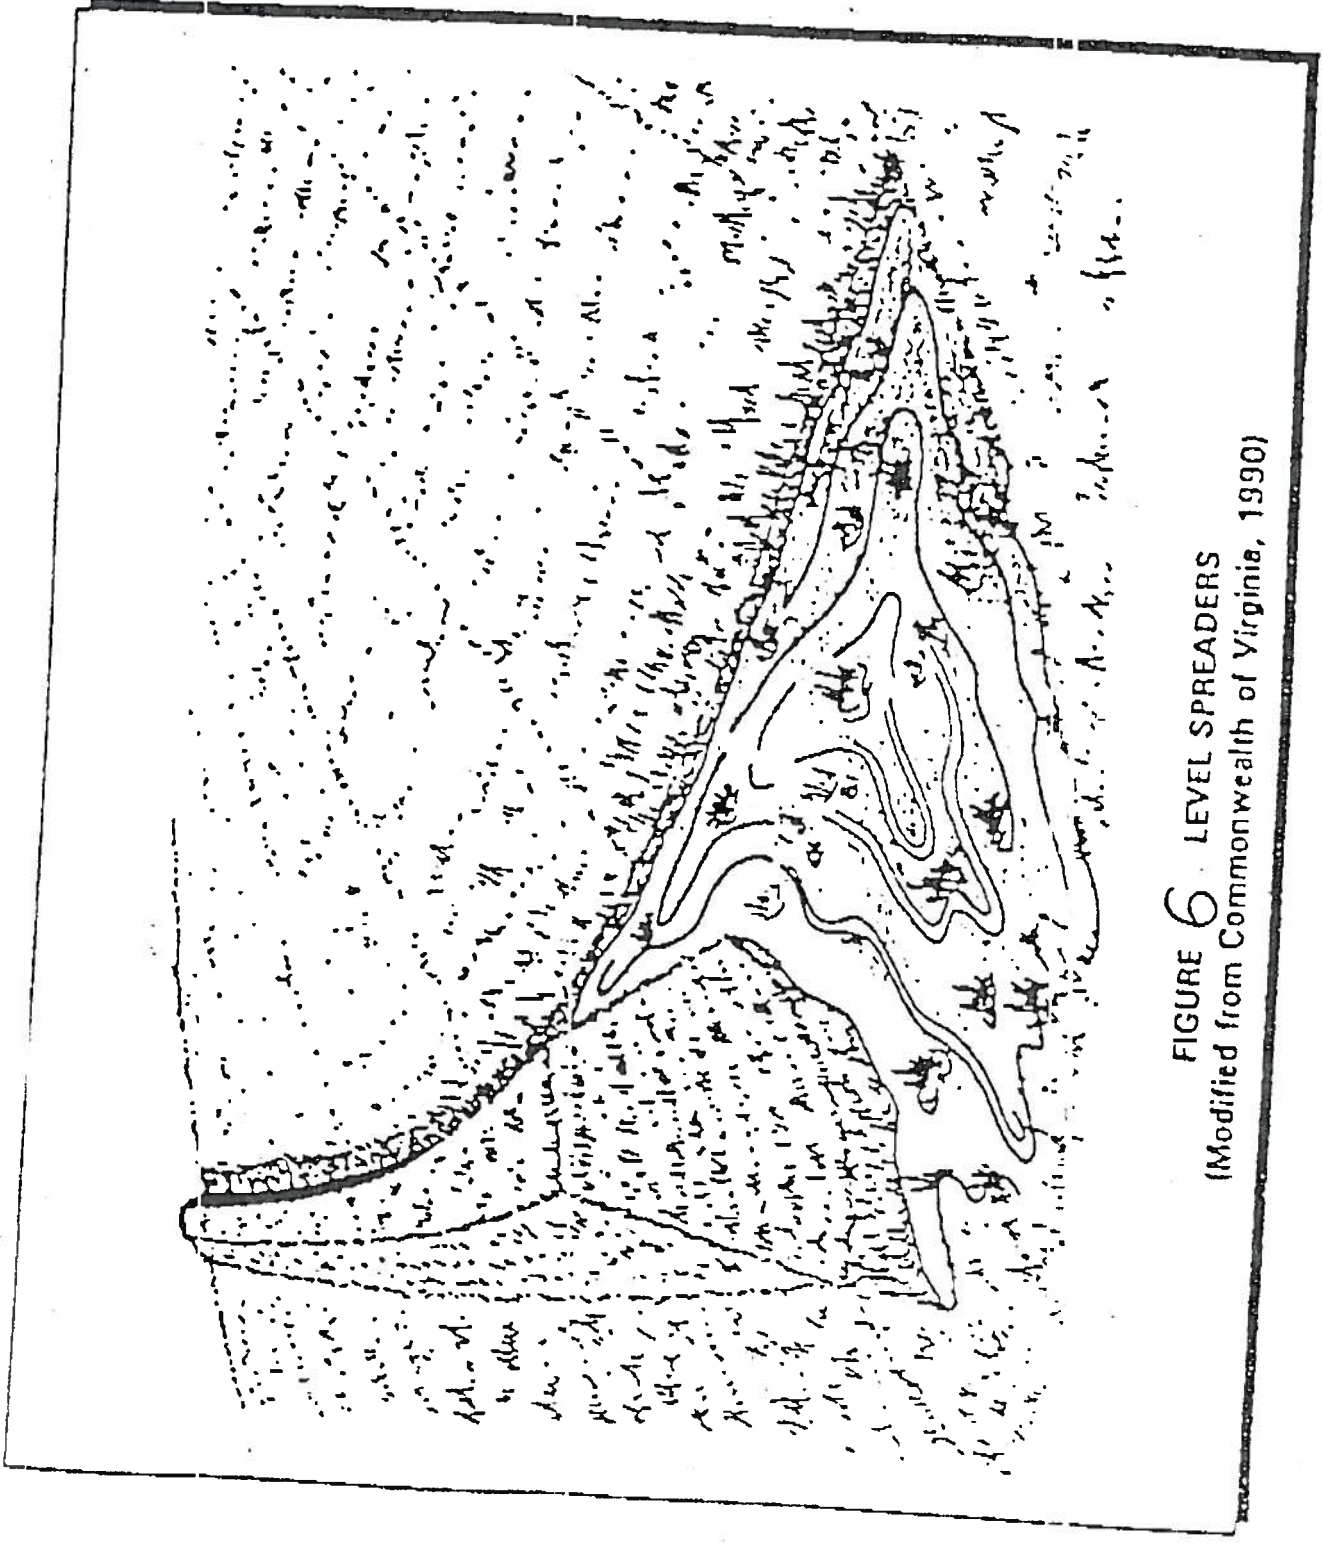 FIGURE 6 LEVEL SPREADERS
(Modified from Commonwealth of Virginia, 1990)